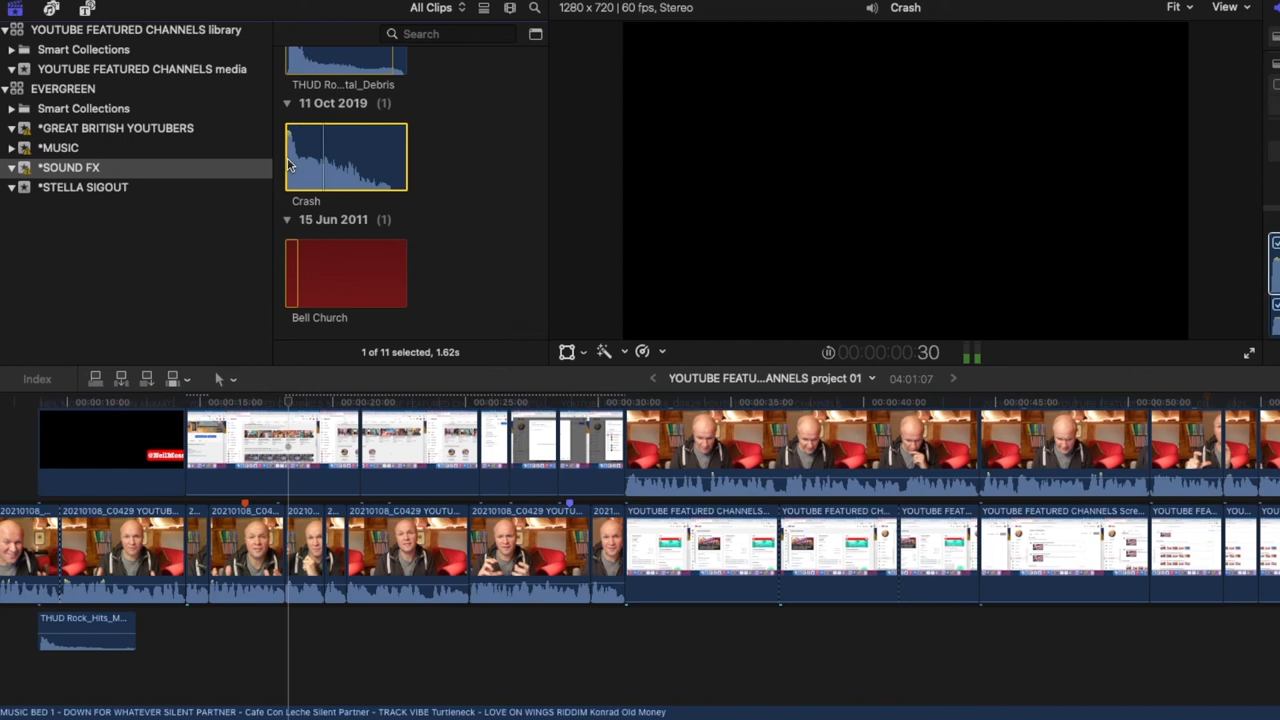 All Clips
1280 x 720 | 60 fps, Stereo
Crash
Fit
View
YOUTUBE FEATURED CHANNELS library
Smart Collections
YOUTUBE FEATURED CHANNELS media
EVERGREEN
Smart Collections
*GREAT BRITISH YOUTUBERS
*MUSIC
*SOUND FX
*STELLA SIGOUT
Search
THUD Ro...tal_Debris
11 Oct 2019 (1)
Crash
15 Jun 2011 (1)
Bell Church
1 of 11 selected, 1.62s
00:00:00:30
Index
YOUTUBE FEATU...ANNELS project 01
04:01:07
00:00:10:00
00:00:15:00
00:00:20:00
00:00:25:00
00:00:30:00
00:00:35:00
00:00:40:00
00:00:45:00
00:00:50:00
20210108_...
20210108_C0429 YOUTUB...
2...
20210108_C04...
20210...
2...
20210108_C0429 YOUTU...
20210108_C0429 YOUTU...
2021...
YOUTUBE FEATURED CHANNELS...
YOUTUBE FEATURED CH...
YOUTUBE FEAT...
YOUTUBE FEATURED CHANNELS Scre...
YOUTUBE FEA...
YOU...
THUD Rock_Hits_M...
MUSIC BED 1 - DOWN FOR WHATEVER SILENT PARTNER - Cafe Con Leche Silent Partner - TRACK VIBE Turtleneck - LOVE ON WINGS RIDDIM Konrad Old Money